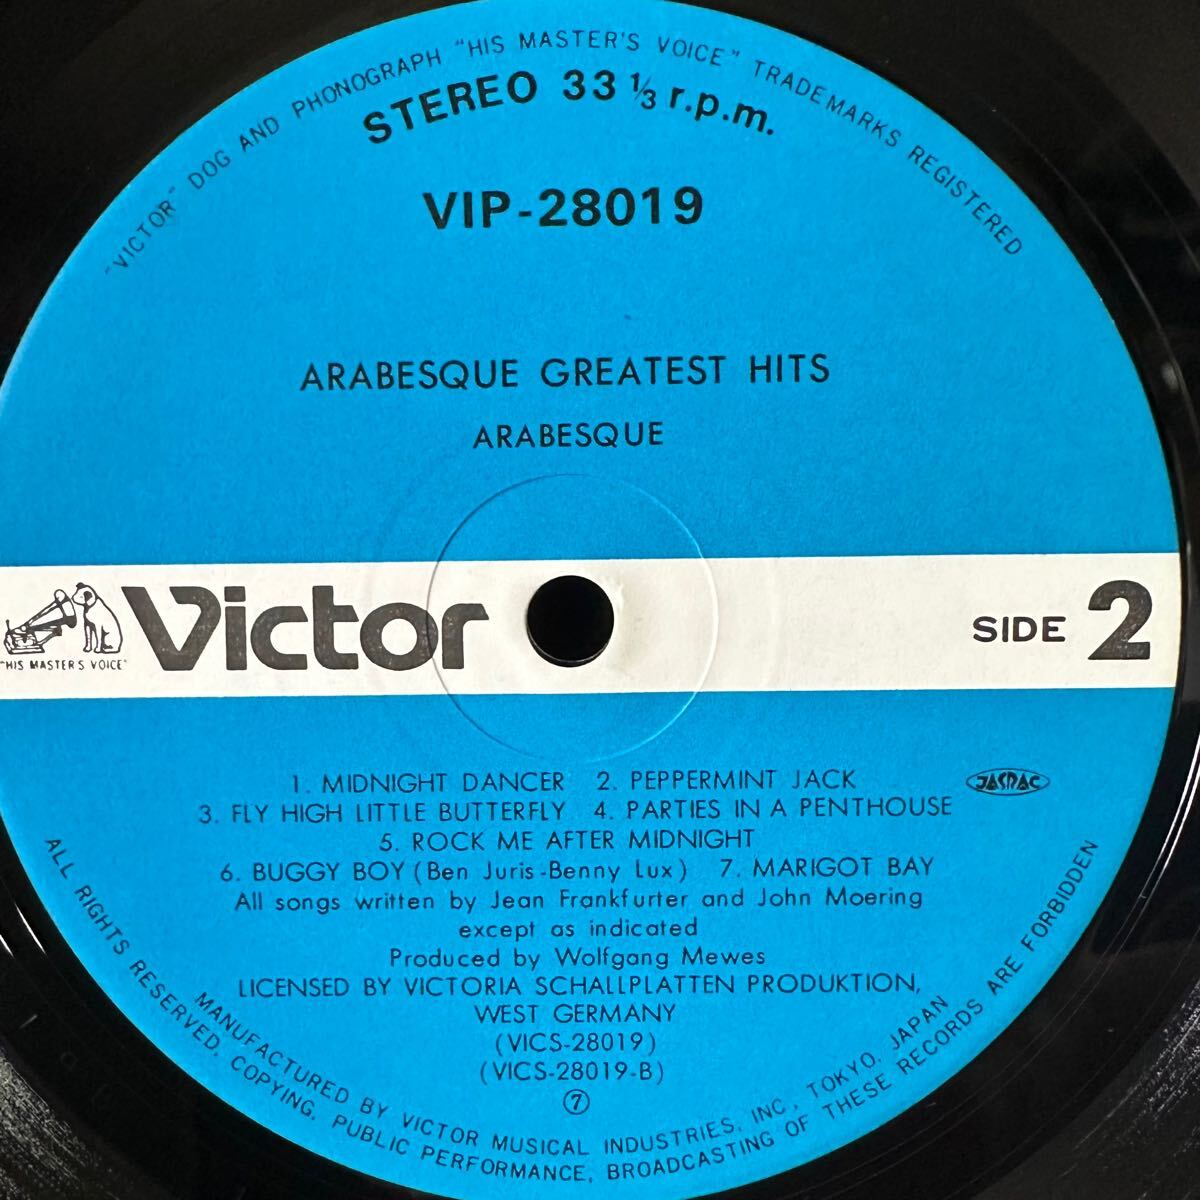 "VICTOR" DOG AND PHONOGRAPH "HIS MASTER'S VOICE" TRADEMARKS REGISTERED
STEREO 33 1/3 r.p.m.
VIP-28019
ARABESQUE GREATEST HITS
ARABESQUE
"HIS MASTER'S VOICE"
Victor
SIDE 2
1. MIDNIGHT DANCER 2. PEPPERMINT JACK
JASRAC
3. FLY HIGH LITTLE BUTTERFLY 4. PARTIES IN A PENTHOUSE
5. ROCK ME AFTER MIDNIGHT
6. BUGGY BOY (Ben Juris-Benny Lux) 7. MARIGOT BAY
All songs written by Jean Frankfurter and John Moering
except as indicated
Produced by Wolfgang Mewes
LICENSED BY VICTORIA SCHALLPLATTEN PRODUKTION,
WEST GERMANY
(VICS-28019)
(VICS-28019-B)
⑦
MANUFACTURED BY VICTOR MUSICAL INDUSTRIES, INC., TOKYO, JAPAN
ALL RIGHTS RESERVED. COPYING, PUBLIC PERFORMANCE, BROADCASTING OF THESE RECORDS ARE FORBIDDEN